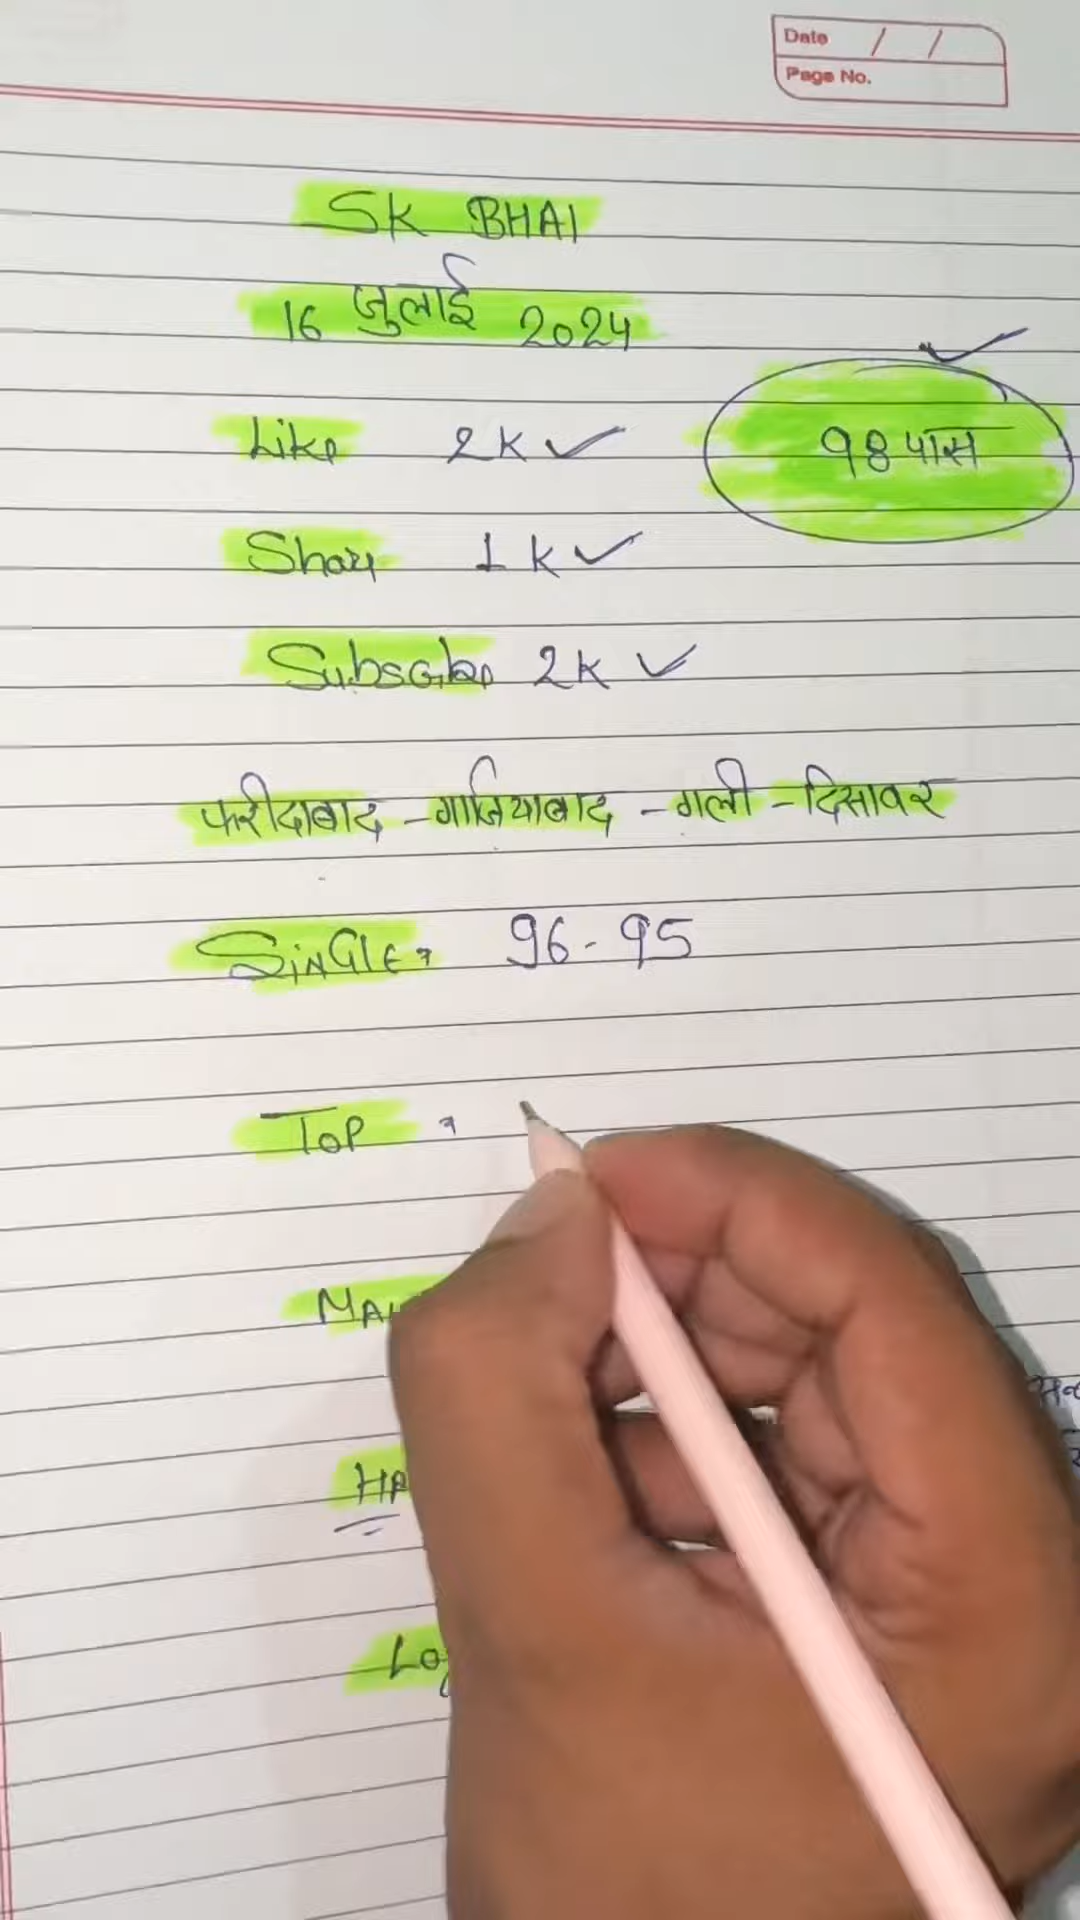 Date / /
Page No.
SK BHAI
16 जुलाई 2024
Like 2K ✓
98 पास
Share 1K ✓
Subscribe 2K ✓
फरीदाबाद - गाजियाबाद - गली - दिसावर
SINGLE = 96 - 95
TOP =